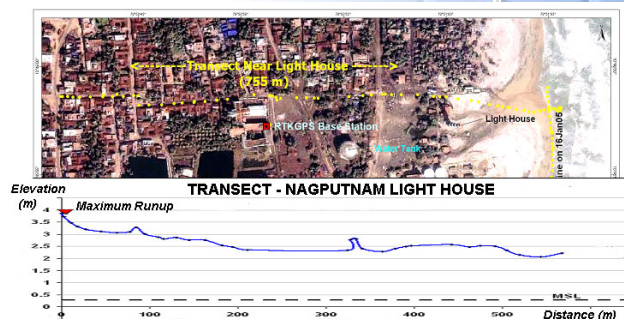 Transect Near Light House
(755 m)
RTKGPS Base Station
Light House
Water Tank
ine on 16Jan05
Elevation
(m)
TRANSECT - NAGPUTNAM LIGHT HOUSE
Maximum Runup
4
3.5
3
2.5
2
1.5
1
0.5
0
MSL
0
100
200
300
400
500
Distance (m)